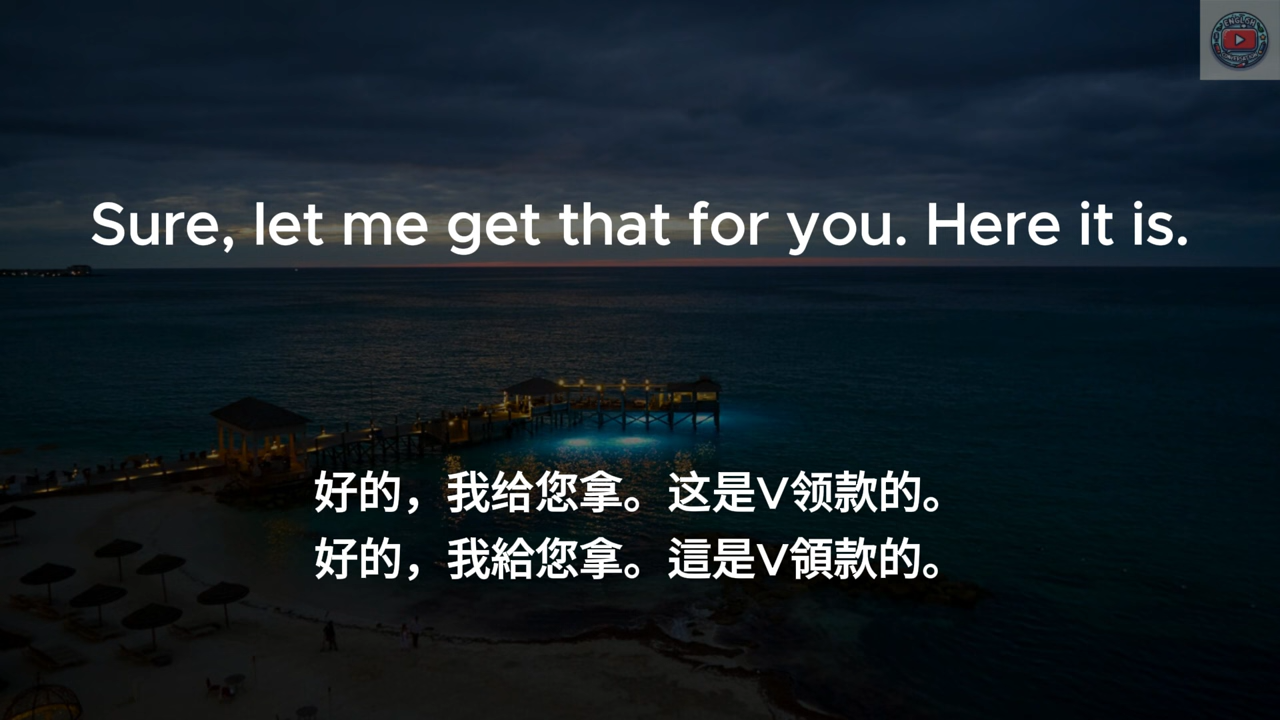 Sure, let me get that for you. Here it is.
好的，我给您拿。这是V领款的。
好的，我給您拿。這是V領款的。